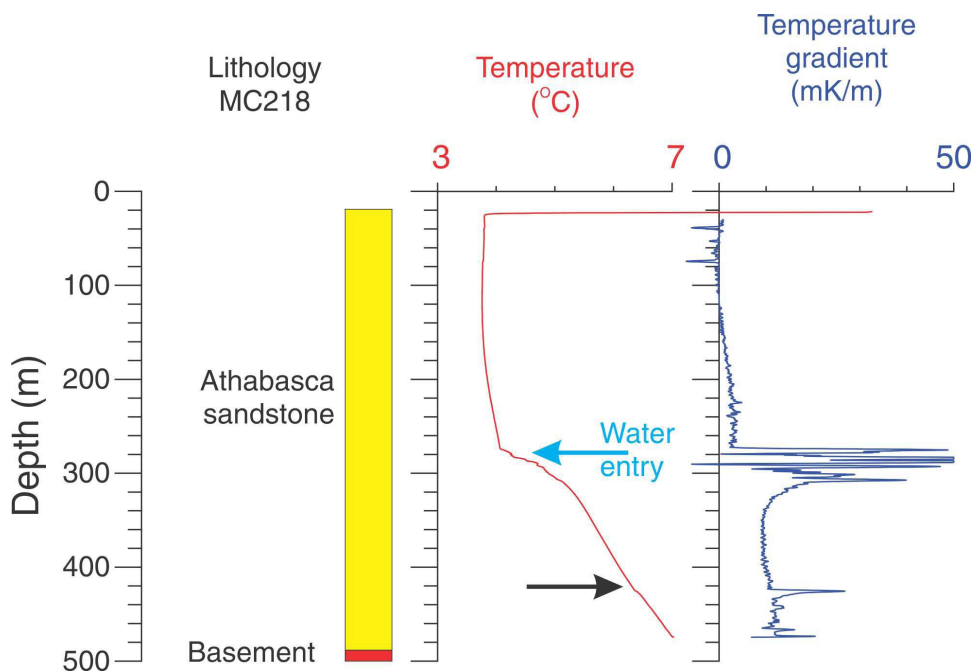 Lithology
MC218
Temperature
(°C)
Temperature
gradient
(mK/m)
3
7
0
50
Depth (m)
0
100
200
300
400
500
Athabasca
sandstone
Water
entry
Basement